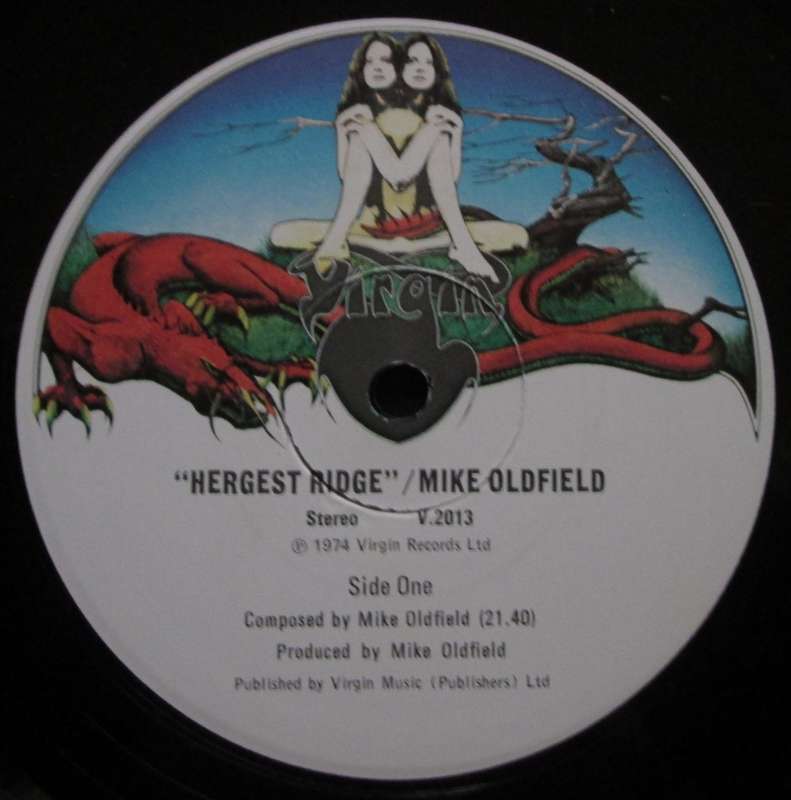 Virgin
"HERGEST RIDGE"/MIKE OLDFIELD
Stereo V.2013
℗ 1974 Virgin Records Ltd
Side One
Composed by Mike Oldfield (21.40)
Produced by Mike Oldfield
Published by Virgin Music (Publishers) Ltd